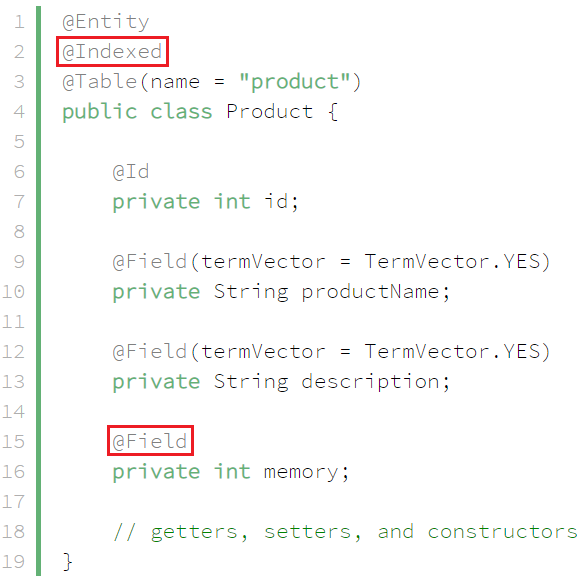 1 @Entity
2 @Indexed
3 @Table(name = "product")
4 public class Product {
5
6 @Id
7 private int id;
8
9 @Field(termVector = TermVector.YES)
10 private String productName;
11
12 @Field(termVector = TermVector.YES)
13 private String description;
14
15 @Field
16 private int memory;
17
18 // getters, setters, and constructors
19 }